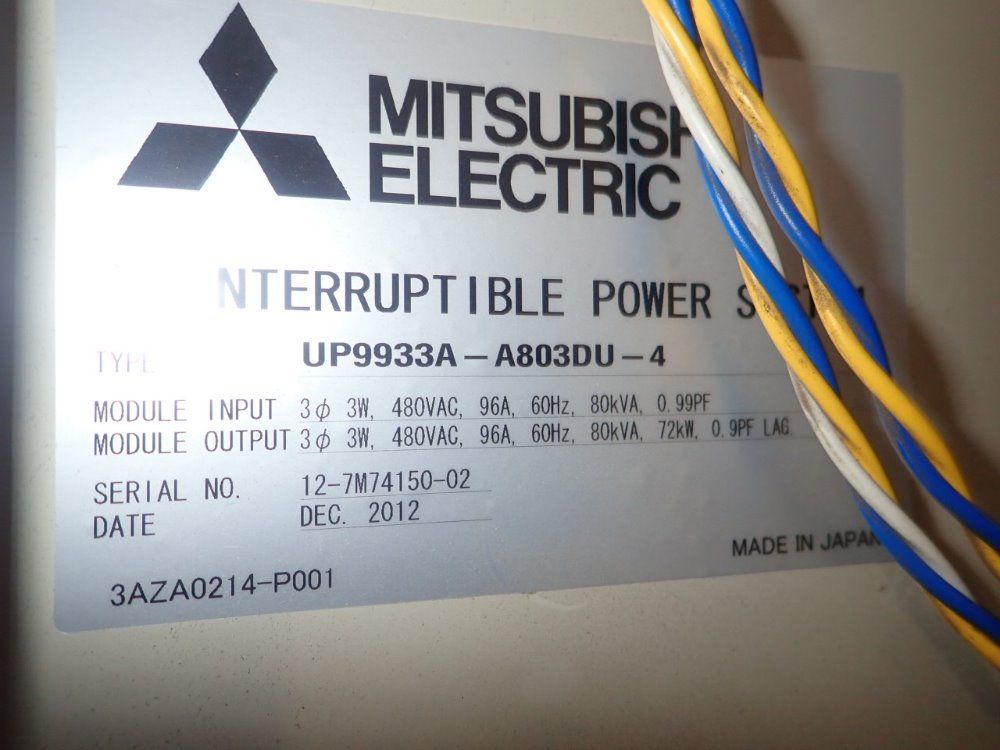 MITSUBISH
ELECTRIC
NTERRUPTIBLE POWER
TYPE UP9933A-A803DU-4
MODULE INPUT 3φ 3W, 480VAC, 96A, 60Hz, 80kVA, 0.99PF
MODULE OUTPUT 3φ 3W, 480VAC, 96A, 60Hz, 80kVA, 72kW, 0.9PF LAG.
SERIAL NO. 12-7M74150-02
DATE DEC. 2012
MADE IN JAPAN
3AZA0214-P001